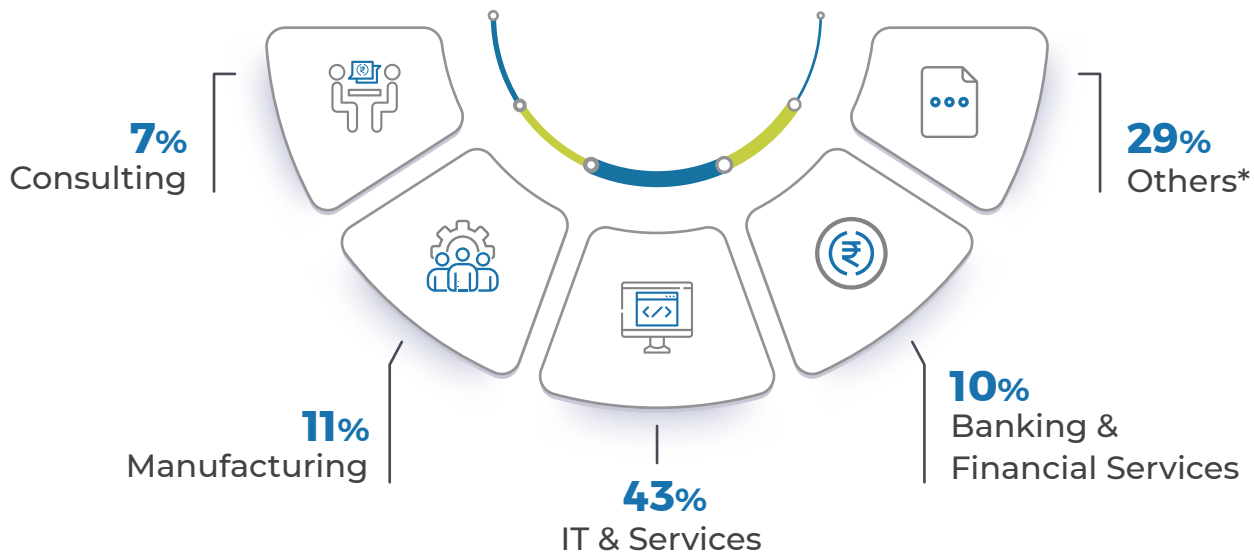 7%
Consulting
11%
Manufacturing
43%
IT & Services
10%
Banking &
Financial Services
29%
Others*